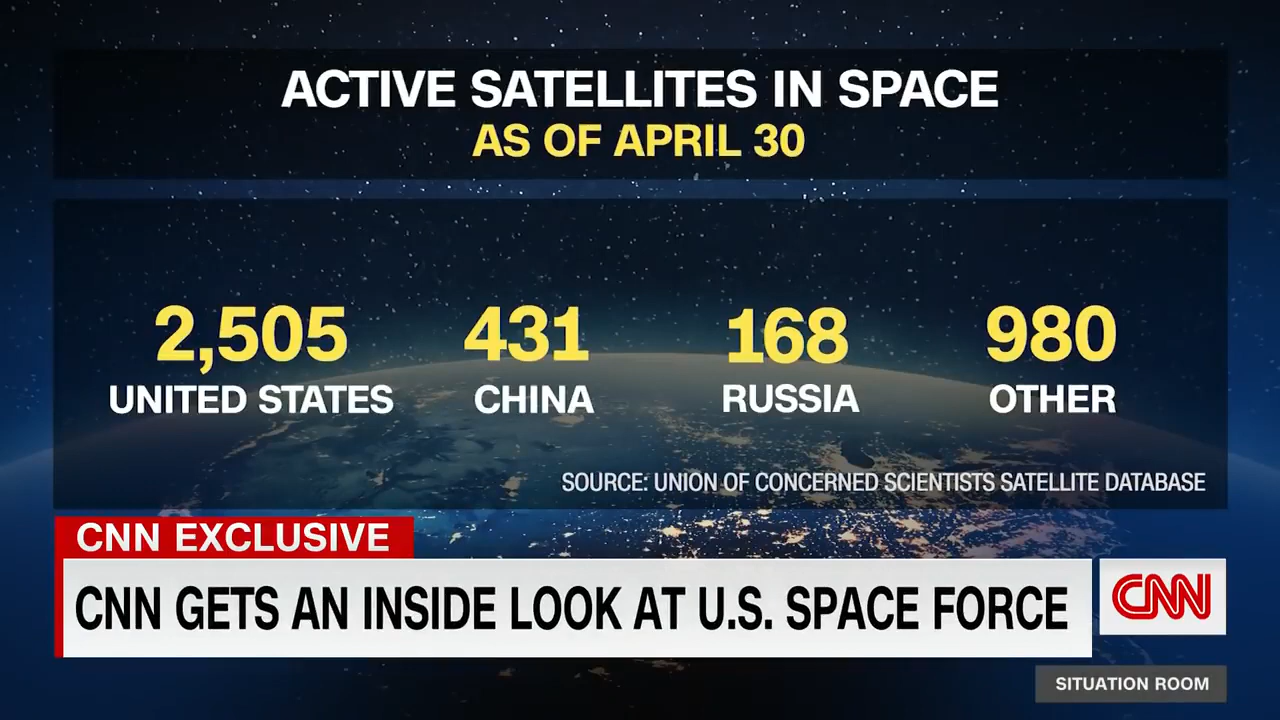 ACTIVE SATELLITES IN SPACE
AS OF APRIL 30
2,505 431 168 980
UNITED STATES CHINA RUSSIA OTHER
SOURCE: UNION OF CONCERNED SCIENTISTS SATELLITE DATABASE
CNN EXCLUSIVE
CNN GETS AN INSIDE LOOK AT U.S. SPACE FORCE
CNN
SITUATION ROOM